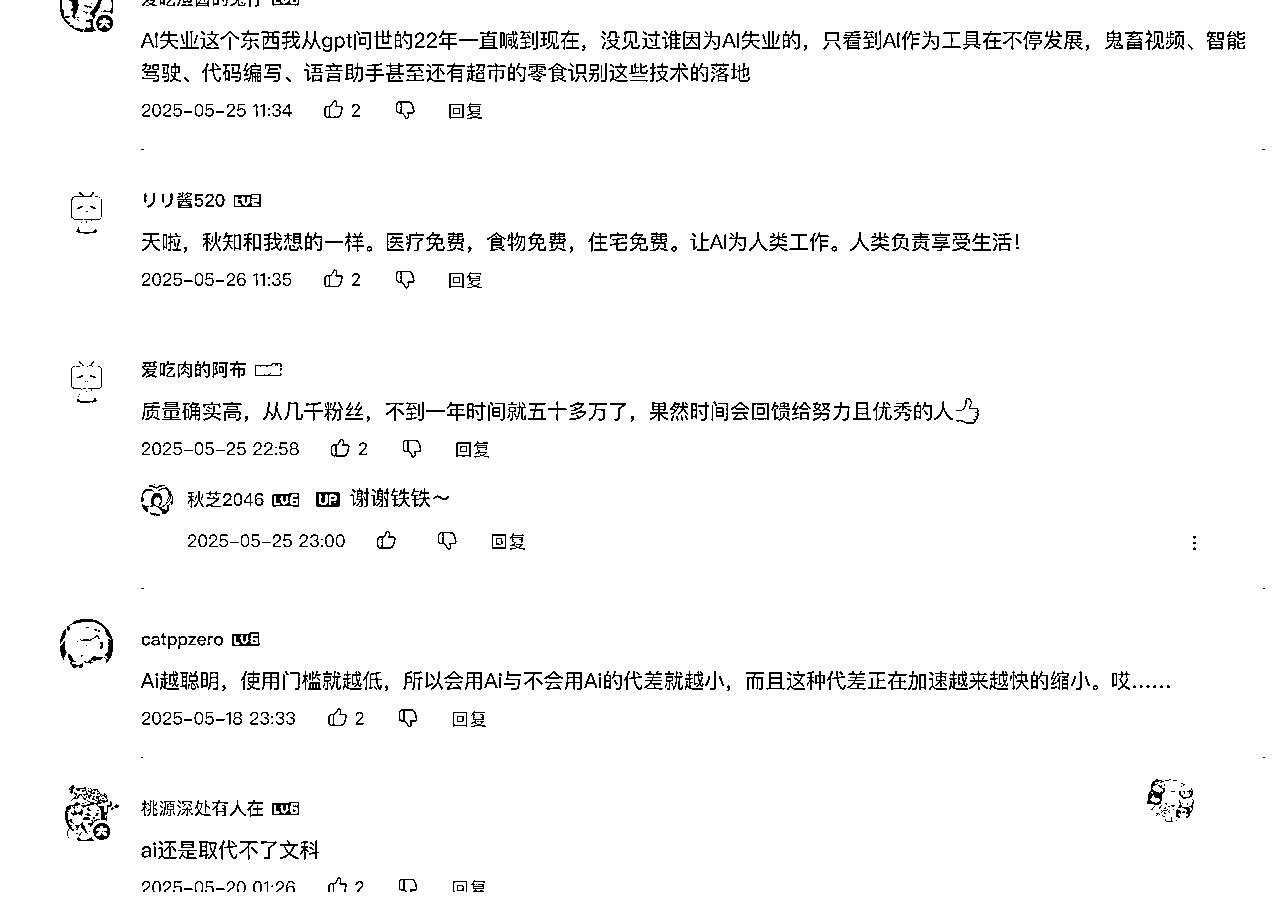 AI失业这个东西我从gpt问世的22年一直喊到现在，没见过谁因为AI失业的，只看到AI作为工具在不停发展，鬼畜视频、智能
驾驶、代码编写、语音助手甚至还有超市的零食识别这些技术的落地
2025-05-25 11:34 2 回复
リリ酱520 LV2
天啦，秋知和我想的一样。医疗免费，食物免费，住宅免费。让AI为人类工作。人类负责享受生活！
2025-05-26 11:35 2 回复
爱吃肉的阿布
质量确实高，从几千粉丝，不到一年时间就五十多万了，果然时间会回馈给努力且优秀的人👍
2025-05-25 22:58 2 回复
秋芝2046 LV6 UP 谢谢铁铁～
2025-05-25 23:00 回复
catppzero LV6
Ai越聪明，使用门槛就越低，所以会用Ai与不会用Ai的代差就越小，而且这种代差正在加速越来越快的缩小。哎……
2025-05-18 23:33 2 回复
桃源深处有人在 LV6
ai还是取代不了文科
2025-05-20 01:26 2 回复